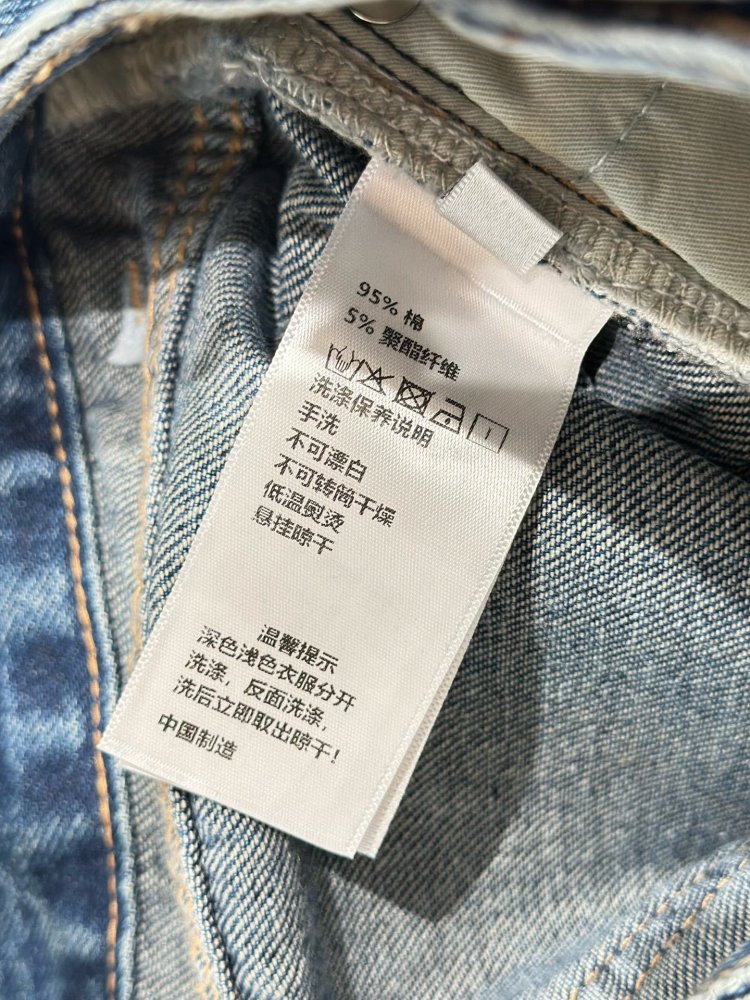 95% 棉
5% 聚酯纤维
洗涤保养说明
手洗
不可漂白
不可转筒干燥
低温熨烫
悬挂晾干
温馨提示
深色浅色衣服分开
洗涤，反面洗涤，
洗后立即取出晾干!
中国制造